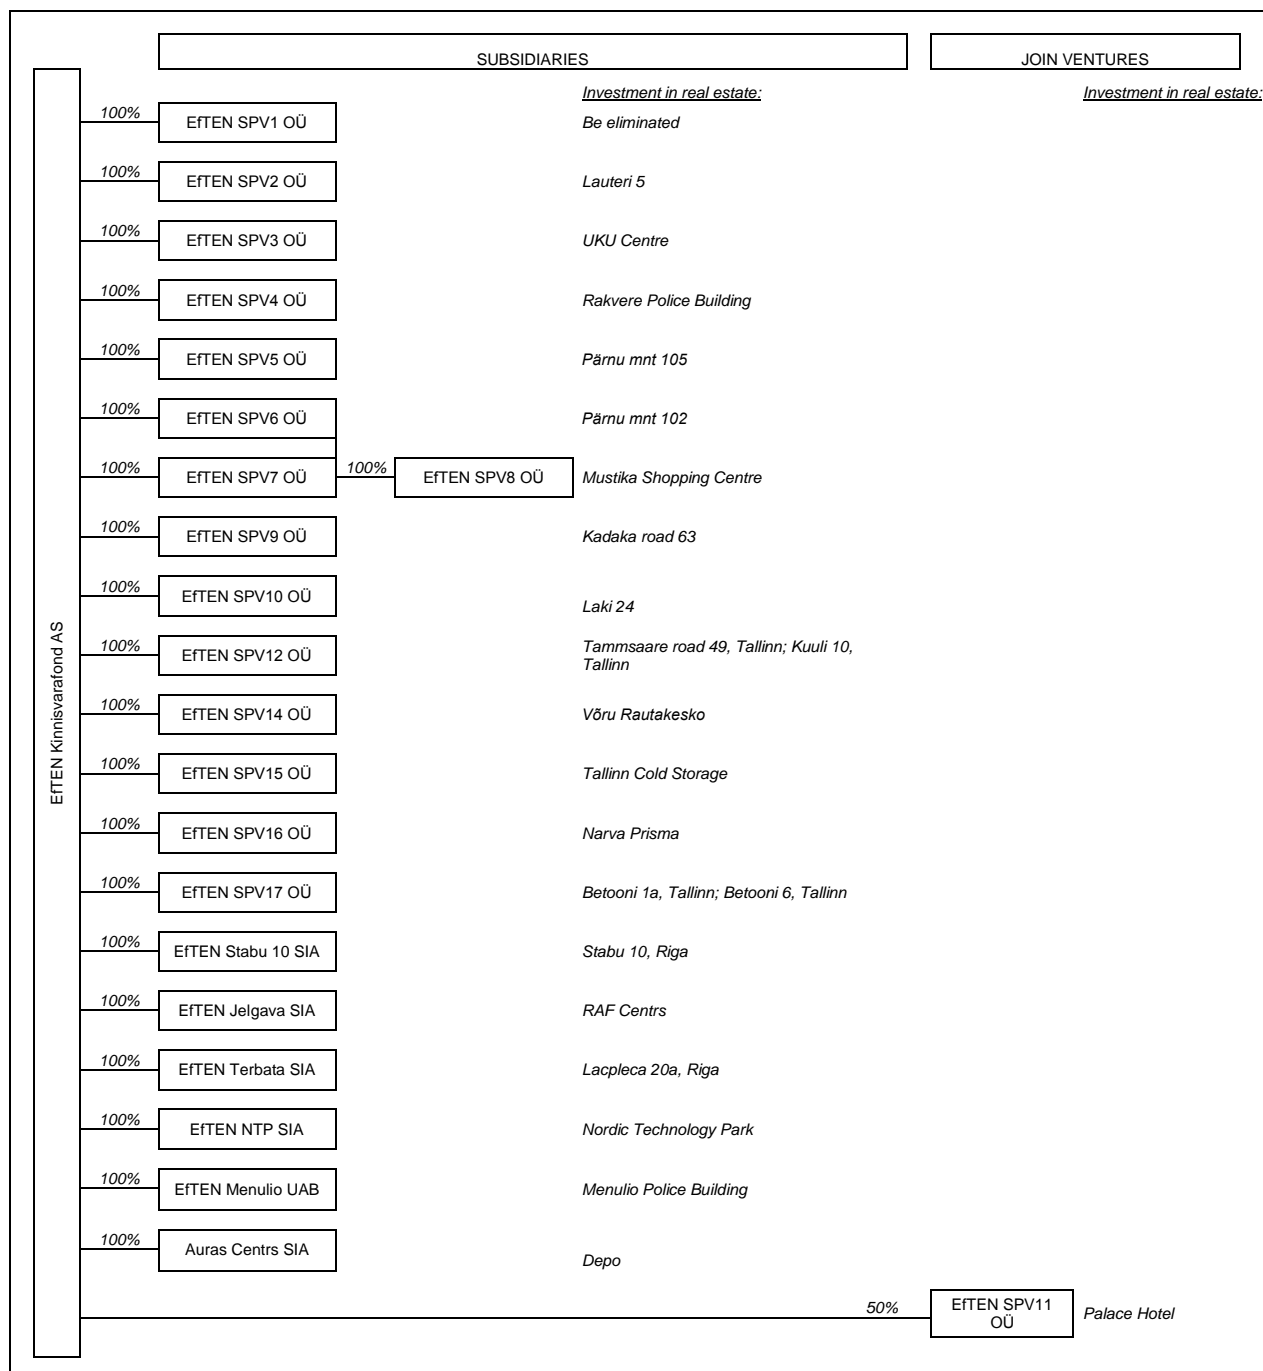 SUBSIDIARIES
JOIN VENTURES
Investment in real estate:
Investment in real estate:
EfTEN Kinnisvarafond AS
100%
EfTEN SPV1 OÜ
Be eliminated
100%
EfTEN SPV2 OÜ
Lauteri 5
100%
EfTEN SPV3 OÜ
UKU Centre
100%
EfTEN SPV4 OÜ
Rakvere Police Building
100%
EfTEN SPV5 OÜ
Pärnu mnt 105
100%
EfTEN SPV6 OÜ
Pärnu mnt 102
100%
EfTEN SPV7 OÜ
100%
EfTEN SPV8 OÜ
Mustika Shopping Centre
100%
EfTEN SPV9 OÜ
Kadaka road 63
100%
EfTEN SPV10 OÜ
Laki 24
100%
EfTEN SPV12 OÜ
Tammsaare road 49, Tallinn; Kuuli 10,
Tallinn
100%
EfTEN SPV14 OÜ
Võru Rautakesko
100%
EfTEN SPV15 OÜ
Tallinn Cold Storage
100%
EfTEN SPV16 OÜ
Narva Prisma
100%
EfTEN SPV17 OÜ
Betooni 1a, Tallinn; Betooni 6, Tallinn
100%
EfTEN Stabu 10 SIA
Stabu 10, Riga
100%
EfTEN Jelgava SIA
RAF Centrs
100%
EfTEN Terbata SIA
Lacpleca 20a, Riga
100%
EfTEN NTP SIA
Nordic Technology Park
100%
EfTEN Menulio UAB
Menulio Police Building
100%
Auras Centrs SIA
Depo
50%
EfTEN SPV11
OÜ
Palace Hotel